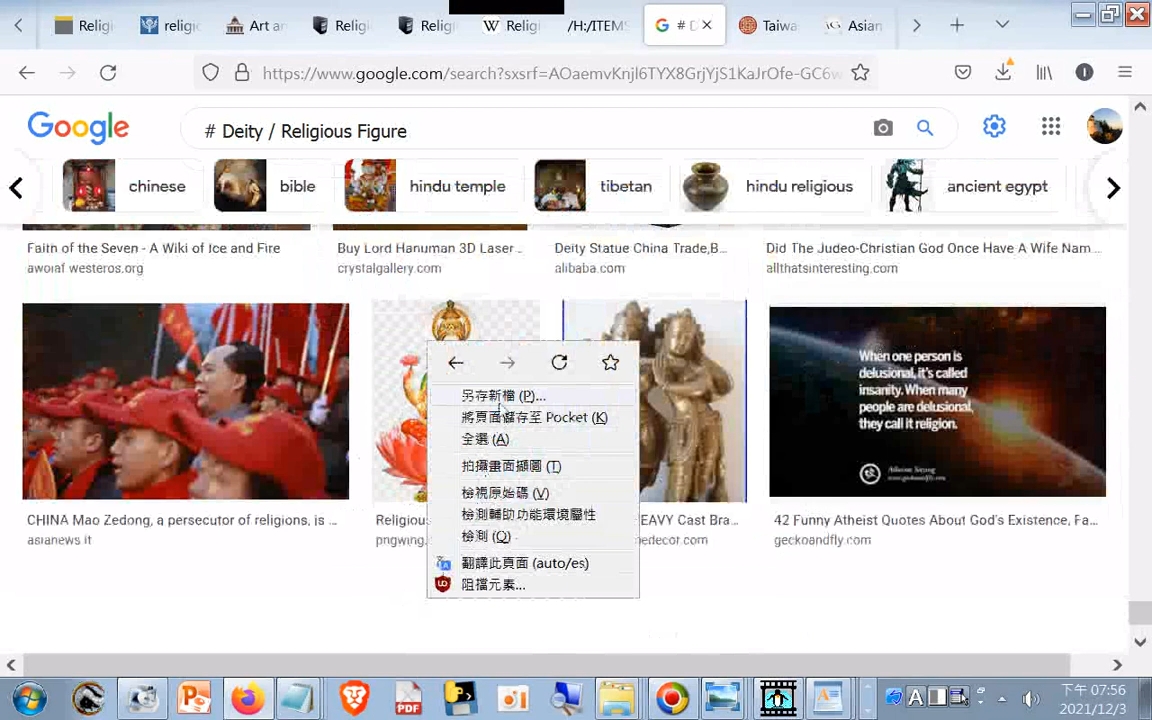 Religi
religi
Art an
Religi
Religi
W Religi
/H:/ITEMS
# D
Taiwa
Asian
https://www.google.com/search?sxsrf=AOaemvKnjl6TYX8GrjYjS1KaJrOfe-GC6w
Google
# Deity / Religious Figure
chinese
bible
hindu temple
tibetan
hindu religious
ancient egypt
Faith of the Seven - A Wiki of Ice and Fire
awoiaf.westeros.org
Buy Lord Hanuman 3D Laser...
crystalgallery.com
Deity Statue China Trade,B...
alibaba.com
Did The Judeo-Christian God Once Have A Wife Nam...
allthatsinteresting.com
When one person is
delusional, it's called
insanity. When many
people are delusional,
they call it religion.
另存新檔 (P)...
將頁面儲存至 Pocket (K)
全選 (A)
拍攝畫面擷圖 (T)
檢視原始碼 (V)
檢測輔助功能環境屬性
檢測 (Q)
翻譯此頁面 (auto/es)
阻擋元素...
CHINA Mao Zedong, a persecutor of religions, is ...
asianews.it
Religious
pngwing.
EAVY Cast Bra...
edecor.com
42 Funny Atheist Quotes About God's Existence, Fa...
geckoandfly.com
PDF
A
下午 07:56
2021/12/3